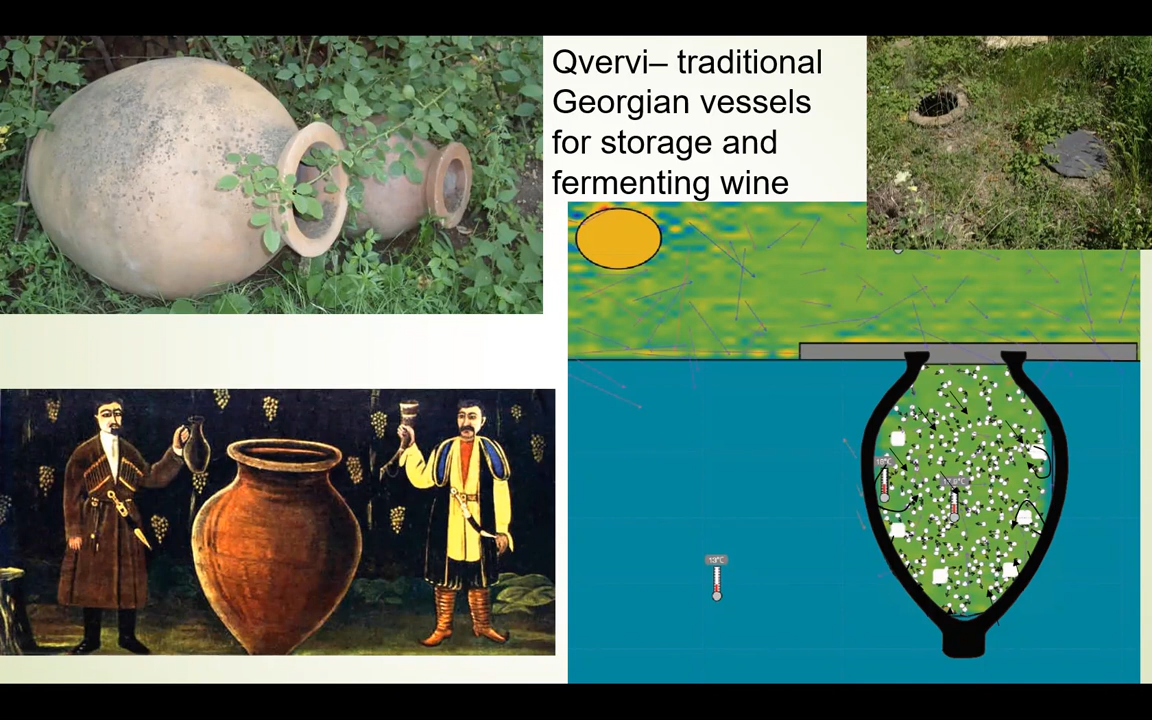 Qvervi– traditional
Georgian vessels
for storage and
fermenting wine